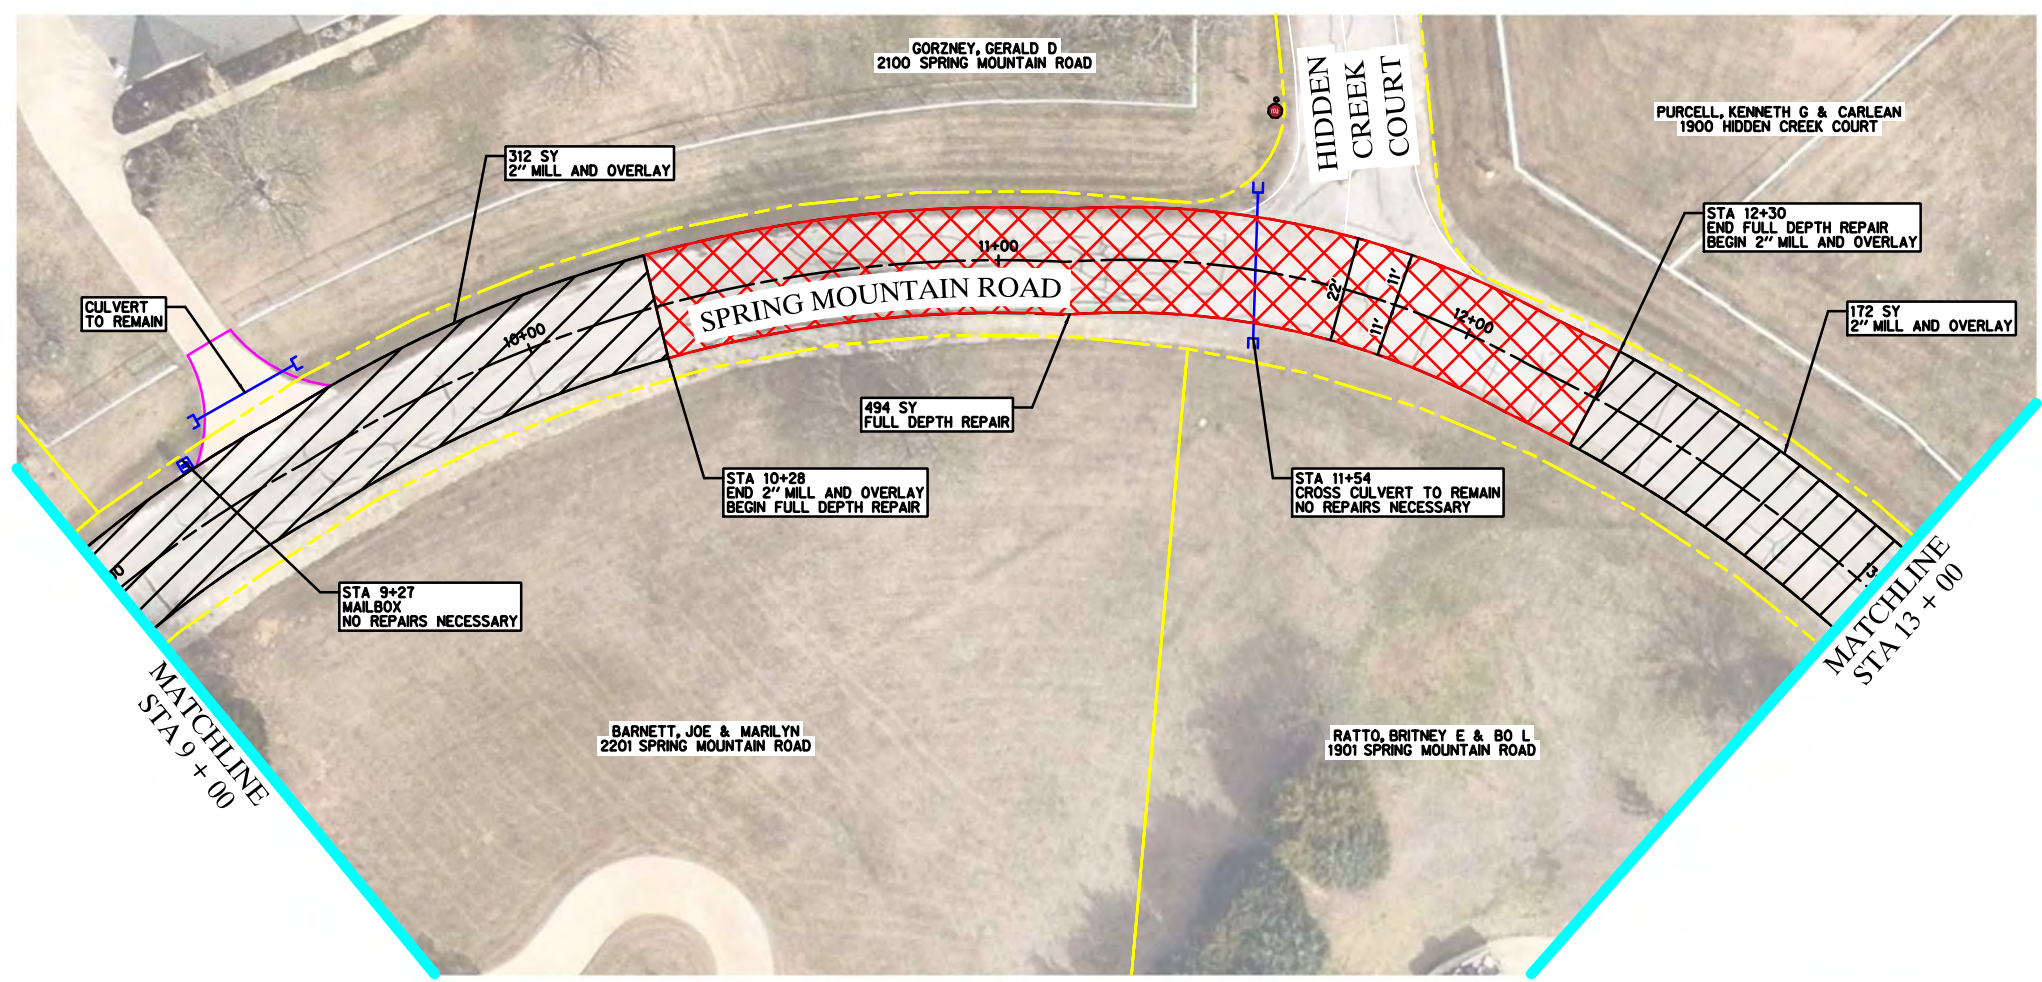 GORZNEY, GERALD D
2100 SPRING MOUNTAIN ROAD
HIDDEN
CREEK
COURT
PURCELL, KENNETH G & CARLEAN
1900 HIDDEN CREEK COURT
312 SY
2" MILL AND OVERLAY
STA 12+30
END FULL DEPTH REPAIR
BEGIN 2" MILL AND OVERLAY
CULVERT
TO REMAIN
11+00
SPRING MOUNTAIN ROAD
22'
11'
11'
10+00
12+00
172 SY
2" MILL AND OVERLAY
494 SY
FULL DEPTH REPAIR
STA 10+28
END 2" MILL AND OVERLAY
BEGIN FULL DEPTH REPAIR
STA 11+54
CROSS CULVERT TO REMAIN
NO REPAIRS NECESSARY
STA 9+27
MAILBOX
NO REPAIRS NECESSARY
13
MATCHLINE
STA 13 + 00
MATCHLINE
STA 9 + 00
BARNETT, JOE & MARILYN
2201 SPRING MOUNTAIN ROAD
RATTO, BRITNEY E & BO L
1901 SPRING MOUNTAIN ROAD